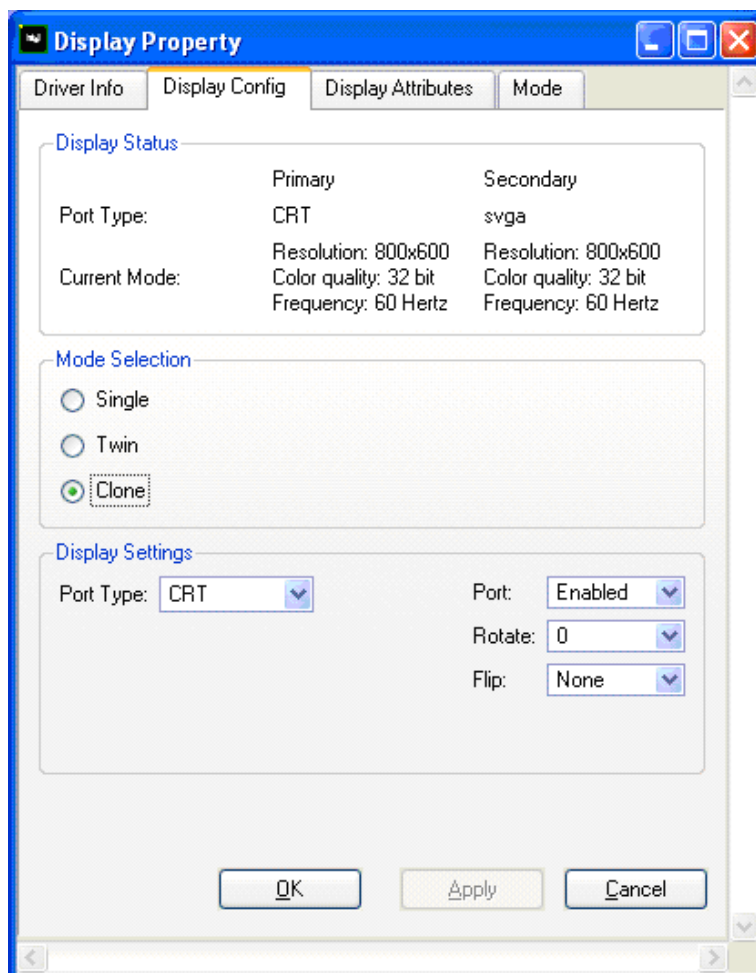 Display Property
Driver Info Display Config Display Attributes Mode
Display Status
Primary Secondary
Port Type: CRT svga
Current Mode: Resolution: 800x600 Resolution: 800x600
Color quality: 32 bit Color quality: 32 bit
Frequency: 60 Hertz Frequency: 60 Hertz
Mode Selection
Single
Twin
Clone
Display Settings
Port Type: CRT Port: Enabled
Rotate: 0
Flip: None
OK Apply Cancel